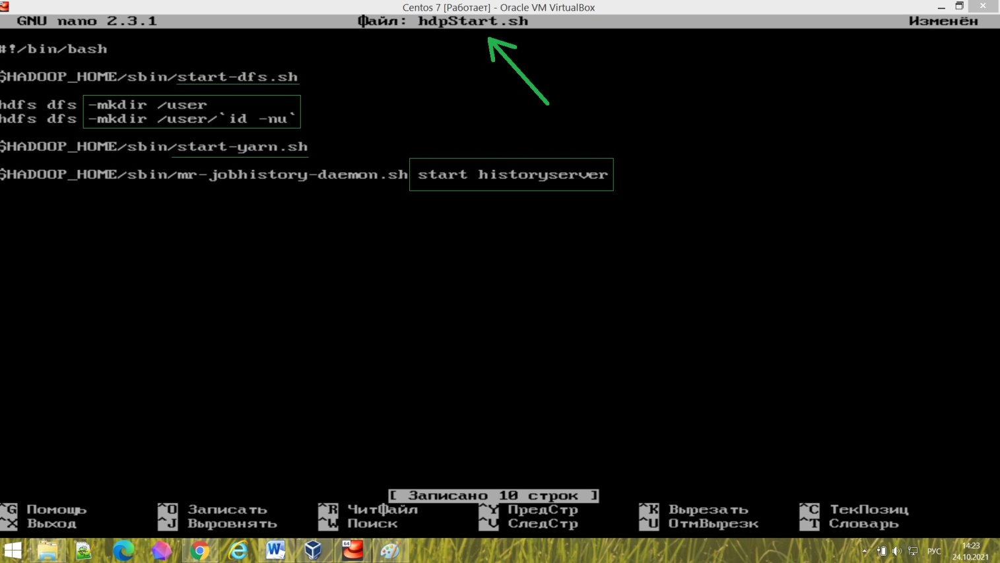 Centos 7 [Работает] - Oracle VM VirtualBox
GNU nano 2.3.1 Файл: hdpStart.sh Изменён
#!/bin/bash
$HADOOP_HOME/sbin/start-dfs.sh
hdfs dfs -mkdir /user
hdfs dfs -mkdir /user/`id -nu`
$HADOOP_HOME/sbin/start-yarn.sh
$HADOOP_HOME/sbin/mr-jobhistory-daemon.sh start historyserver
[ Записано 10 строк ]
^G Помощь ^O Записать ^R ЧитФайл ^Y ПредСтр ^K Вырезать ^C ТекПозиц
^X Выход ^J Выровнять ^W Поиск ^V СледСтр ^U ОтмВырезк ^T Словарь
64
РУС
14:23
24.10.2021